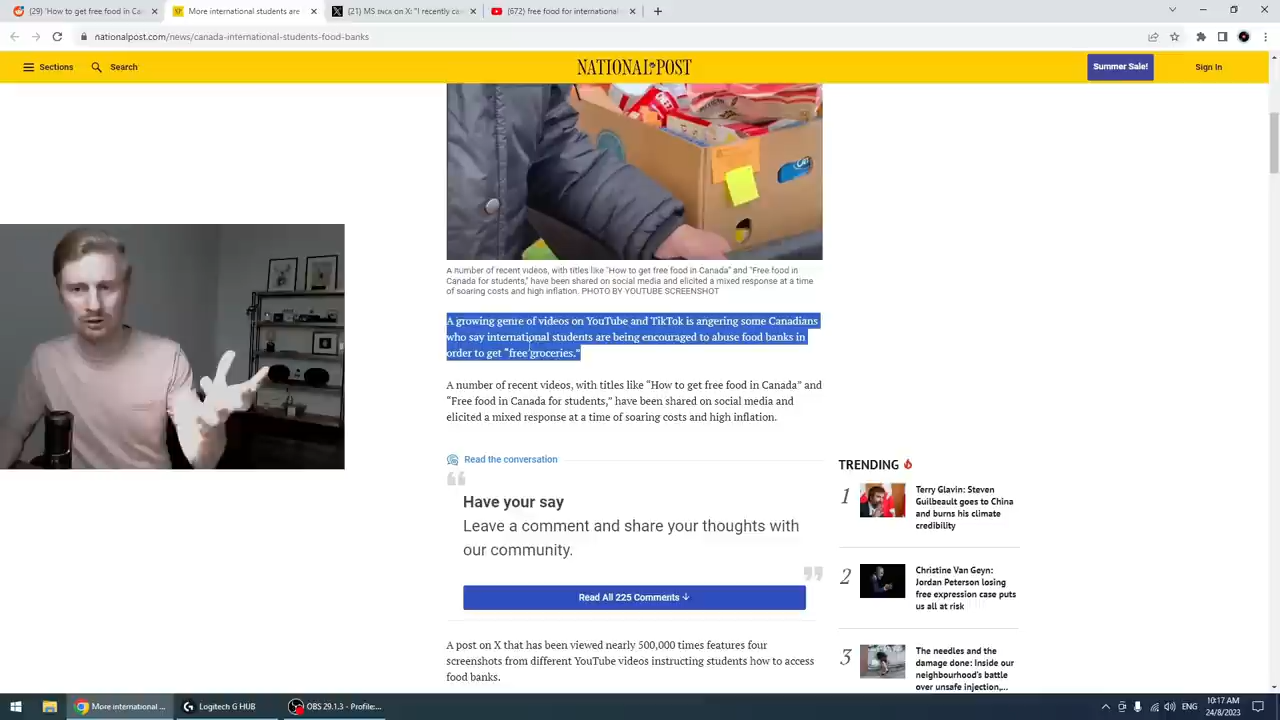 (29) 'How to get free food in Ca
More international students are
(21) MS вися on X: "I recently ca
(672) free food for international s
nationalpost.com/news/canada-international-students-food-banks
Sections
Search
NATIONAL POST
Summer Sale!
Sign In
A number of recent videos, with titles like "How to get free food in Canada" and "Free food in
Canada for students," have been shared on social media and elicited a mixed response at a time
of soaring costs and high inflation. PHOTO BY YOUTUBE SCREENSHOT
A growing genre of videos on YouTube and TikTok is angering some Canadians
who say international students are being encouraged to abuse food banks in
order to get “free groceries.”
A number of recent videos, with titles like “How to get free food in Canada” and
“Free food in Canada for students,” have been shared on social media and
elicited a mixed response at a time of soaring costs and high inflation.
Read the conversation
Have your say
Leave a comment and share your thoughts with
our community.
Read All 225 Comments
A post on X that has been viewed nearly 500,000 times features four
screenshots from different YouTube videos instructing students how to access
food banks.
TRENDING
1
Terry Glavin: Steven
Guilbeault goes to China
and burns his climate
credibility
2
Christine Van Geyn:
Jordan Peterson losing
free expression case puts
us all at risk
3
The needles and the
damage done: Inside our
neighbourhood's battle
over unsafe injection,...
More international ...
Logitech G HUB
OBS 29.1.3 - Profile:...
ENG
10:17 AM
24/8/2023